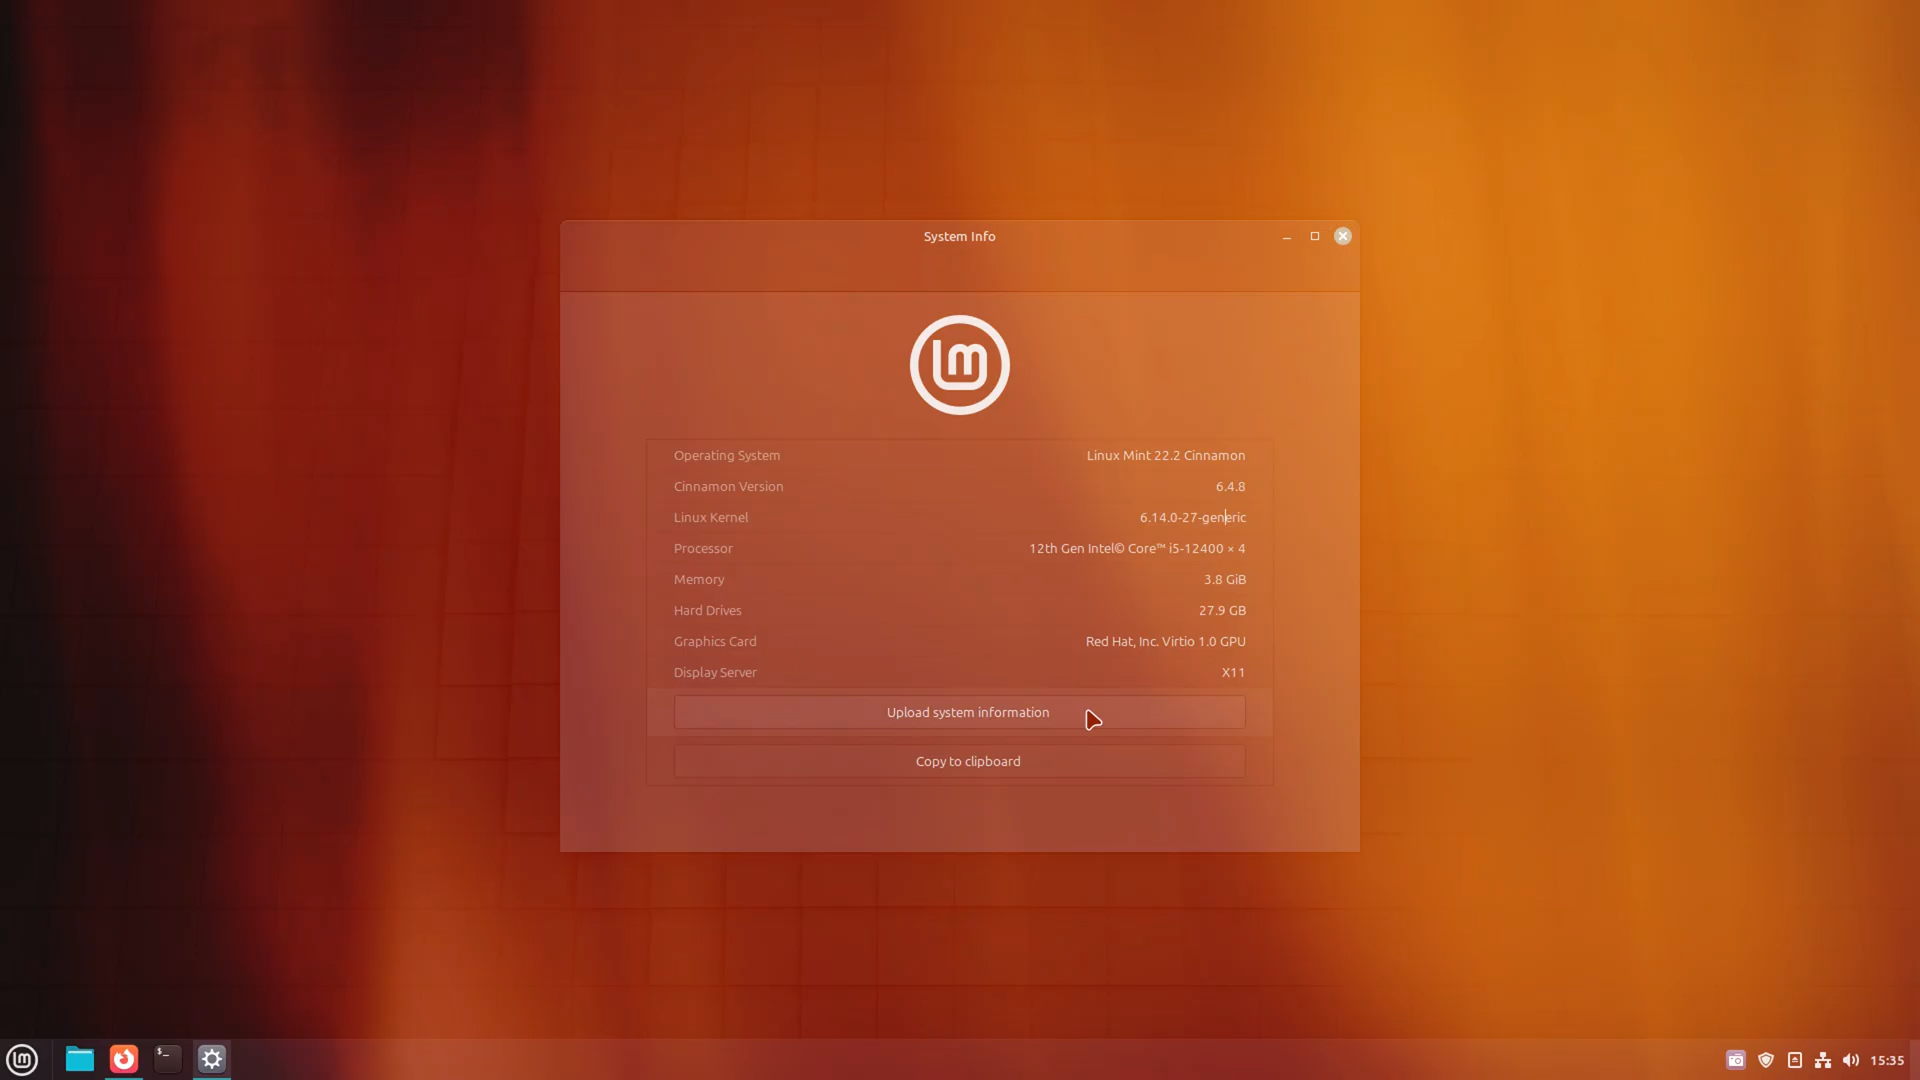 System Info
Operating System Linux Mint 22.2 Cinnamon
Cinnamon Version 6.4.8
Linux Kernel 6.14.0-27-generic
Processor 12th Gen Intel© Core™ i5-12400 × 4
Memory 3.8 GiB
Hard Drives 27.9 GB
Graphics Card Red Hat, Inc. Virtio 1.0 GPU
Display Server X11
Upload system information
Copy to clipboard
15:35